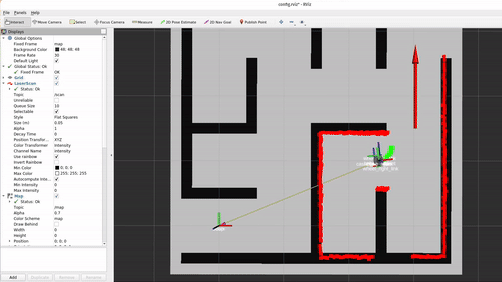 config.rviz* - RViz
File Panels Help
Interact Move Camera Select Focus Camera Measure 2D Pose Estimate 2D Nav Goal Publish Point
Displays
Global Options
Fixed Frame map
Background Color 48; 48; 48
Frame Rate 30
Default Light
Global Status: Ok
Fixed Frame OK
Grid
LaserScan
Status: Ok
Topic /scan
Unreliable
Queue Size 10
Selectable
Style Flat Squares
Size (m) 0.05
Alpha 1
Decay Time 0
Position Transfor... XYZ
Color Transformer Intensity
Channel Name intensity
Use rainbow
Invert Rainbow
Min Color 0; 0; 0
Max Color 255; 255; 255
Autocompute Inte...
Min Intensity 0
Max Intensity 0
Map
Status: Ok
Topic /map
Alpha 0.7
Color Scheme map
Draw Behind
Width 0
Height 0
Position 0; 0; 0
Add Duplicate Remove Rename